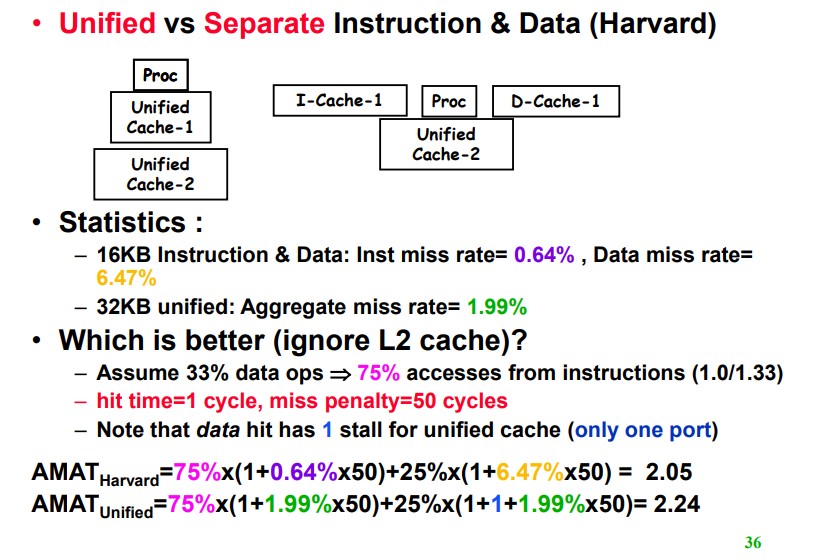 • Unified vs Separate Instruction & Data (Harvard)
Proc
Unified
Cache-1
Unified
Cache-2
I-Cache-1
Proc
D-Cache-1
Unified
Cache-2
• Statistics :
– 16KB Instruction & Data: Inst miss rate= 0.64% , Data miss rate=
6.47%
– 32KB unified: Aggregate miss rate= 1.99%
• Which is better (ignore L2 cache)?
– Assume 33% data ops ⇒ 75% accesses from instructions (1.0/1.33)
– hit time=1 cycle, miss penalty=50 cycles
– Note that data hit has 1 stall for unified cache (only one port)
AMATHarvard=75%x(1+0.64%x50)+25%x(1+6.47%x50) = 2.05
AMATUnified=75%x(1+1.99%x50)+25%x(1+1+1.99%x50)= 2.24
36